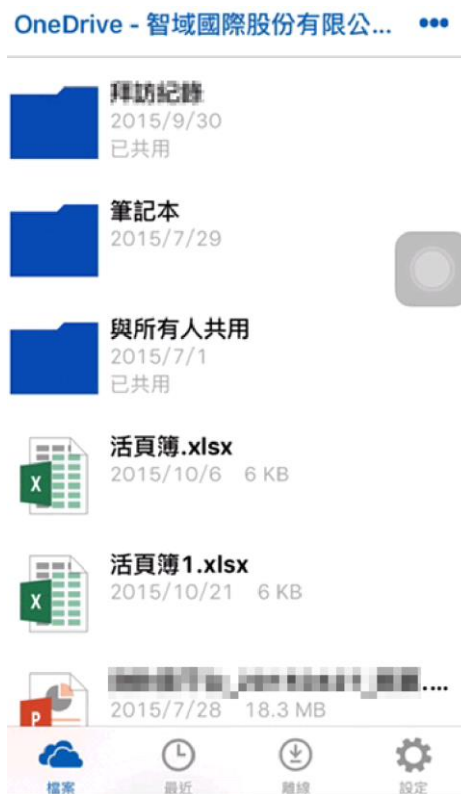 OneDrive - 智域國際股份有限公... •••
2015/9/30
已共用
筆記本
2015/7/29
與所有人共用
2015/7/1
已共用
活頁簿.xlsx
2015/10/6 6 KB
活頁簿1.xlsx
2015/10/21 6 KB
2015/7/28 18.3 MB
檔案 最近 離線 設定